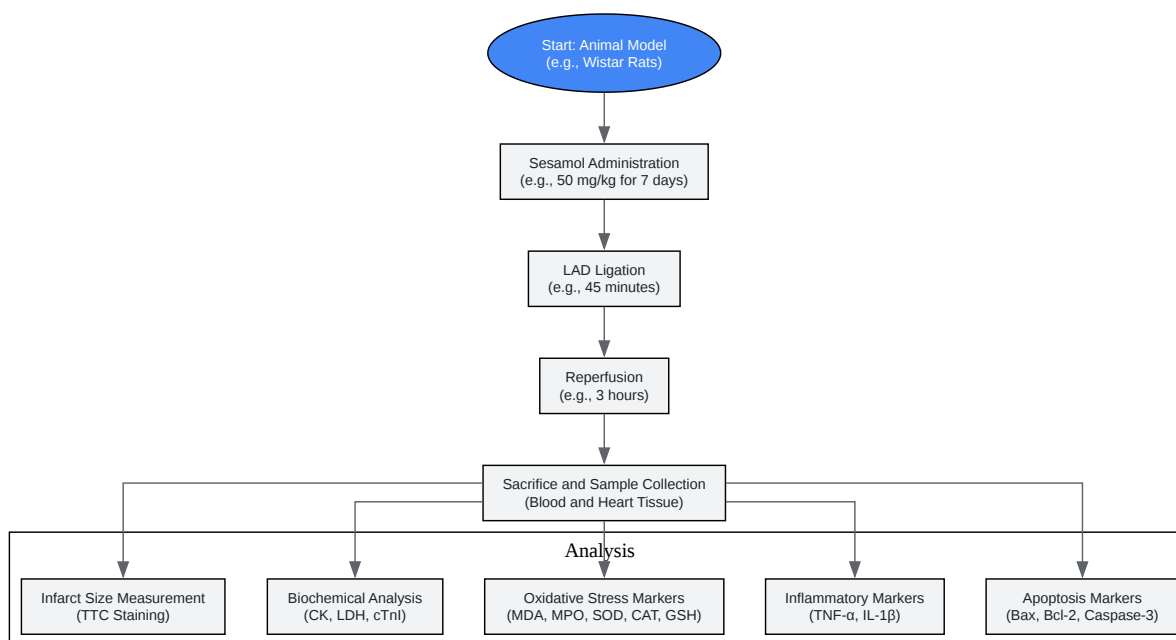 Start: Animal Model
(e.g., Wistar Rats)
Sesamol Administration
(e.g., 50 mg/kg for 7 days)
LAD Ligation
(e.g., 45 minutes)
Reperfusion
(e.g., 3 hours)
Sacrifice and Sample Collection
(Blood and Heart Tissue)
Analysis
Infarct Size Measurement
(TTC Staining)
Biochemical Analysis
(CK, LDH, cTnI)
Oxidative Stress Markers
(MDA, MPO, SOD, CAT, GSH)
Inflammatory Markers
(TNF-α, IL-1β)
Apoptosis Markers
(Bax, Bcl-2, Caspase-3)